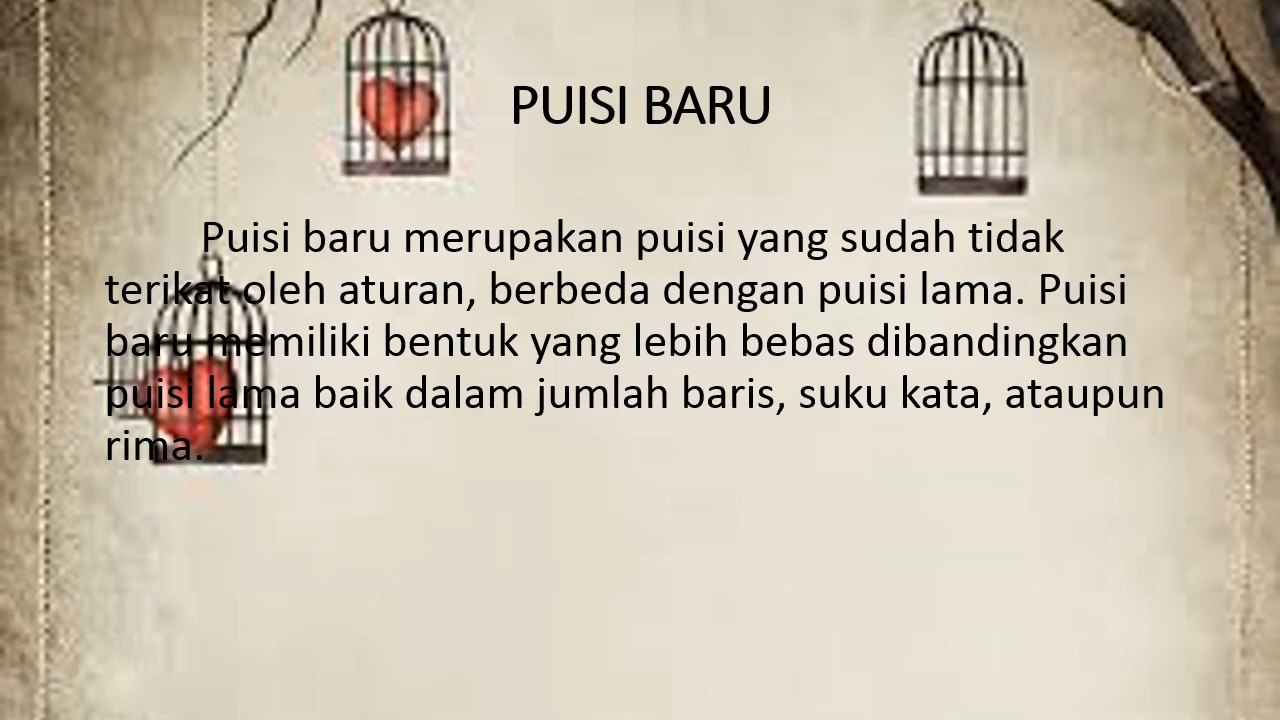 PUISI BARU
Puisi baru merupakan puisi yang sudah tidak
terikat oleh aturan, berbeda dengan puisi lama. Puisi
baru memiliki bentuk yang lebih bebas dibandingkan
puisi lama baik dalam jumlah baris, suku kata, ataupun
rima.